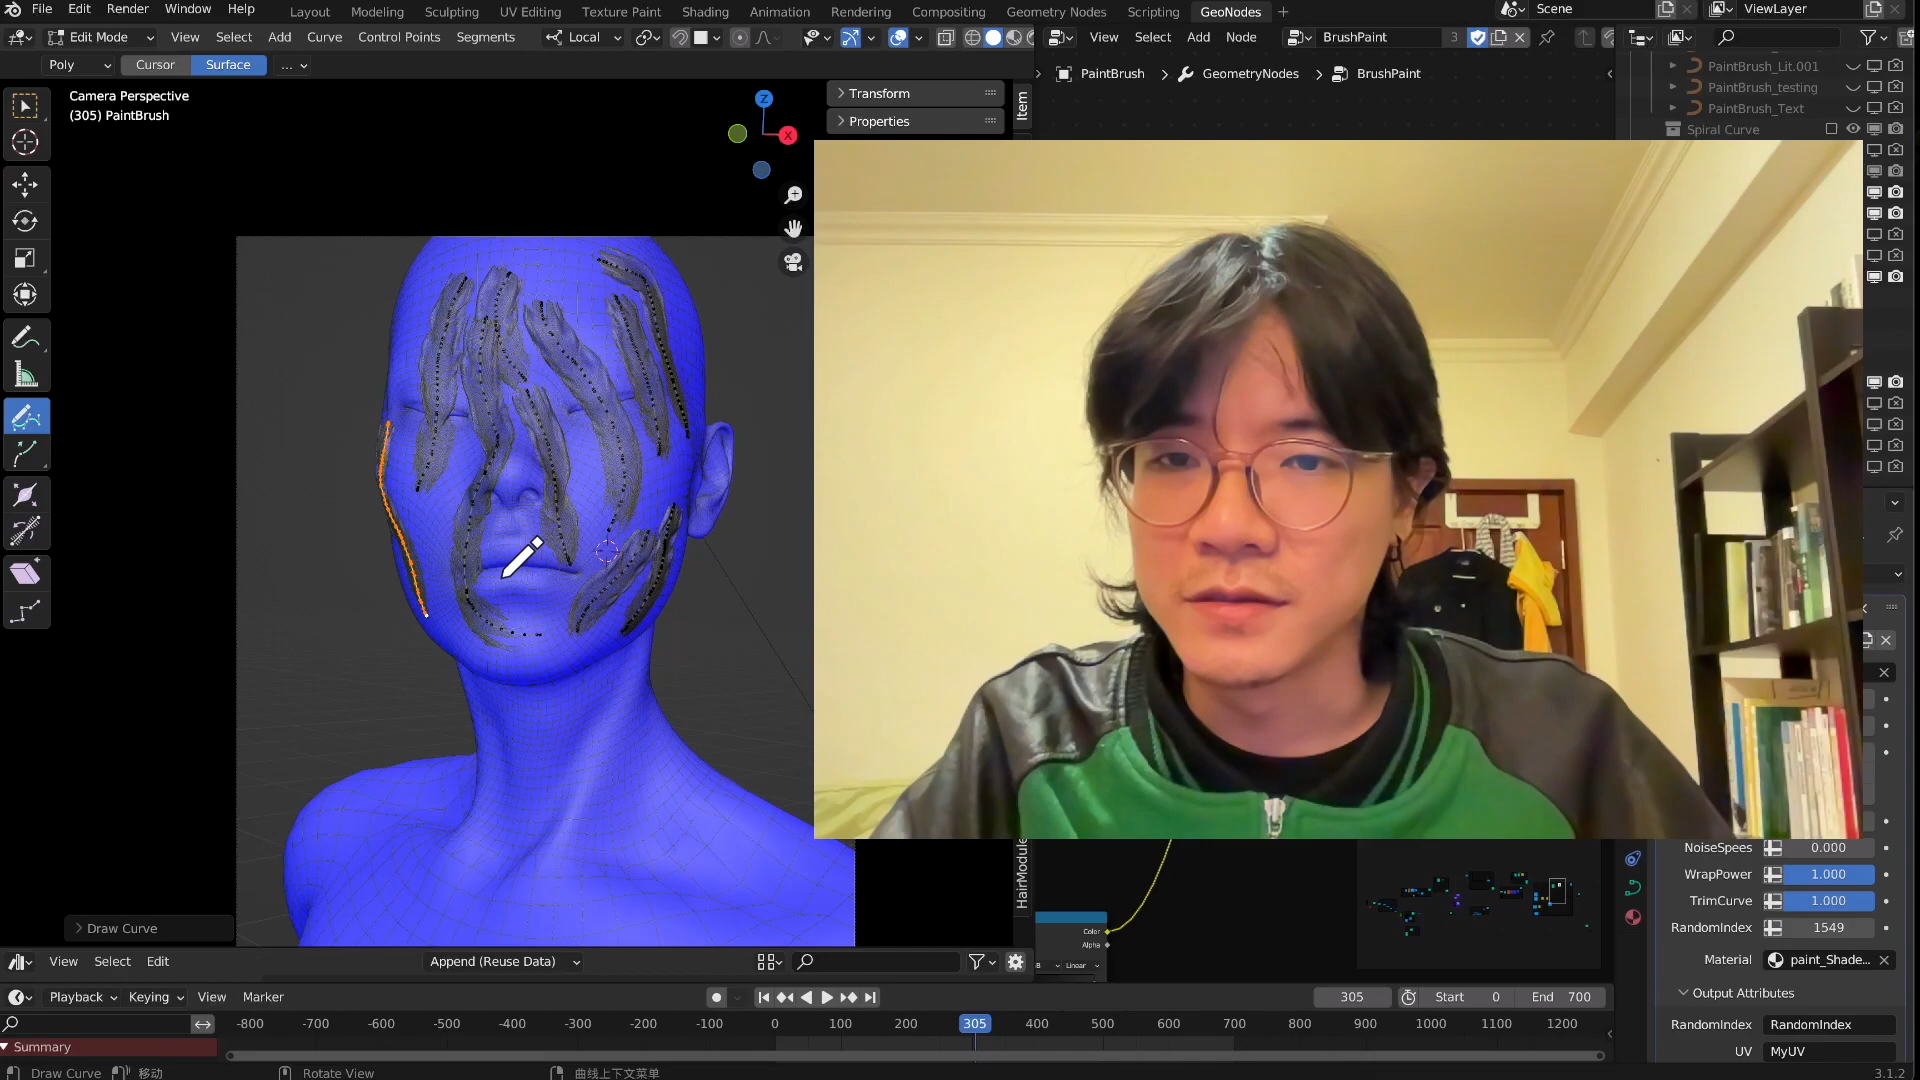 File Edit Render Window Help Layout Modeling Sculpting UV Editing Texture Paint Shading Animation Rendering Compositing Geometry Nodes Scripting GeoNodes + Scene ViewLayer
Edit Mode View Select Add Curve Control Points Segments Local View Select Add Node BrushPaint 3
Poly Cursor Surface ...
PaintBrush GeometryNodes BrushPaint
PaintBrush_Lit.001
PaintBrush_testing
PaintBrush_Text
Spiral Curve
Camera Perspective
(305) PaintBrush
Z
X
Transform
Properties
Item
HairModule
Color
Alpha
Linear
NoiseSpees 0.000
WrapPower 1.000
TrimCurve 1.000
RandomIndex 1549
Material paint_Shade...
Output Attributes
RandomIndex RandomIndex
UV MyUV
Draw Curve
View Select Edit Append (Reuse Data)
Playback Keying View Marker 305 Start 0 End 700
-800 -700 -600 -500 -400 -300 -200 -100 0 100 200 305 400 500 600 700 800 900 1000 1100 1200
Summary
Draw Curve 移动 Rotate View 曲线上下文菜单 3.1.2